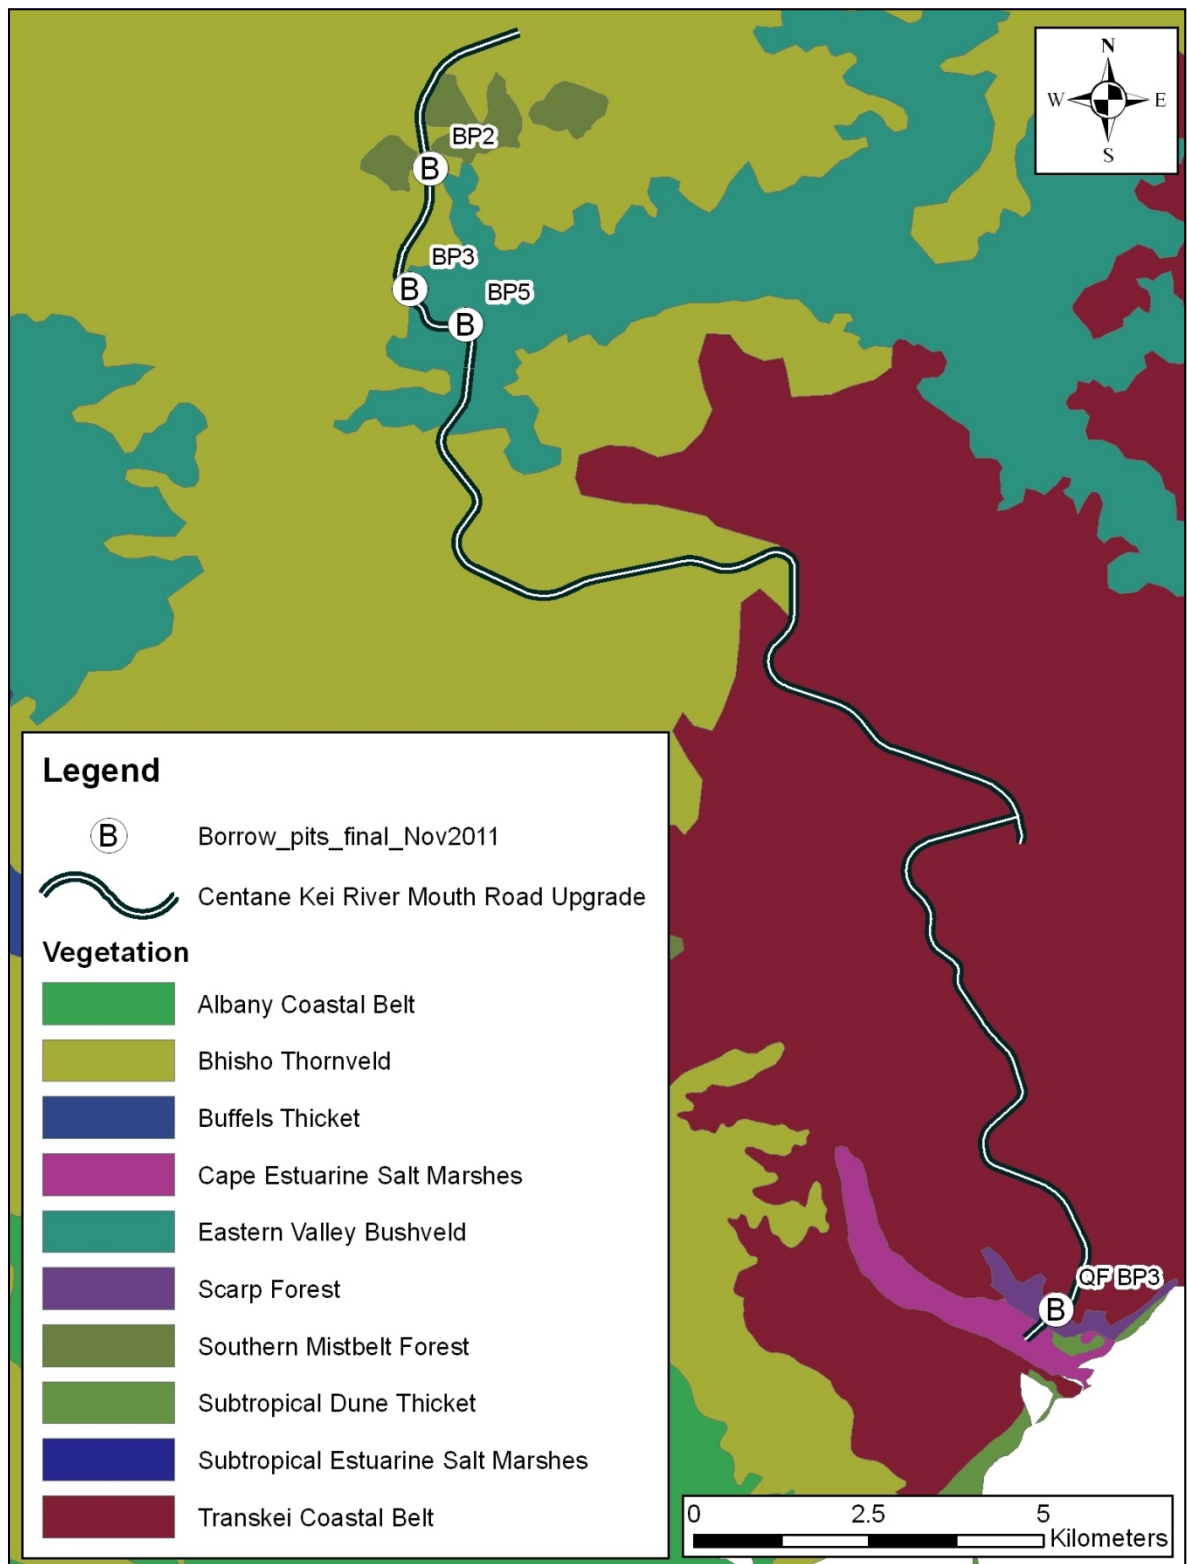 N
W E
S
BP2
B
BP3
B
BP5
B
Legend
B Borrow_pits_final_Nov2011
Centane Kei River Mouth Road Upgrade
Vegetation
Albany Coastal Belt
Bhisho Thornveld
Buffels Thicket
Cape Estuarine Salt Marshes
Eastern Valley Bushveld
Scarp Forest
Southern Mistbelt Forest
Subtropical Dune Thicket
Subtropical Estuarine Salt Marshes
Transkei Coastal Belt
QF BP3
B
0 2.5 5
Kilometers